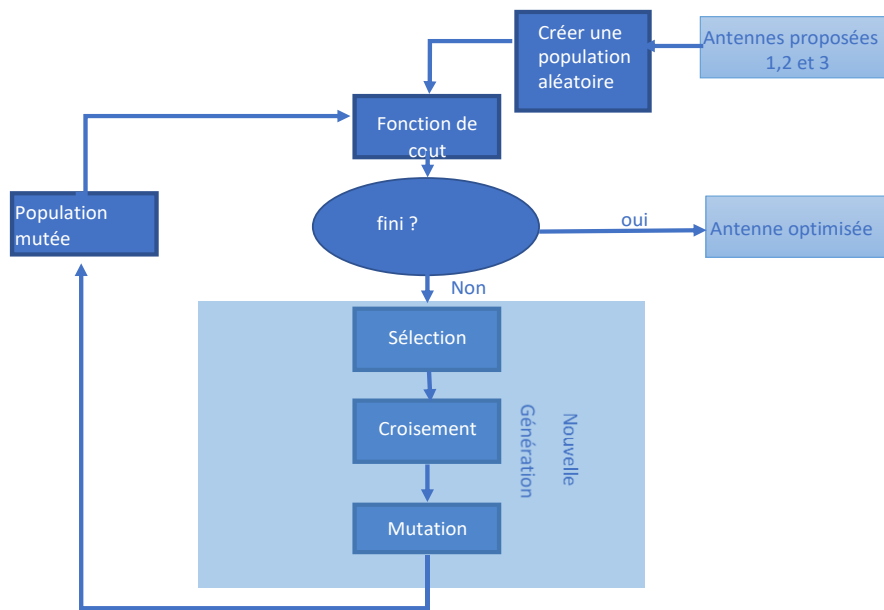 Créer une
population
aléatoire
Antennes proposées
1,2 et 3
Fonction de
cout
Population
mutée
fini ?
oui
Antenne optimisée
Non
Sélection
Croisement
Nouvelle
Génération
Mutation